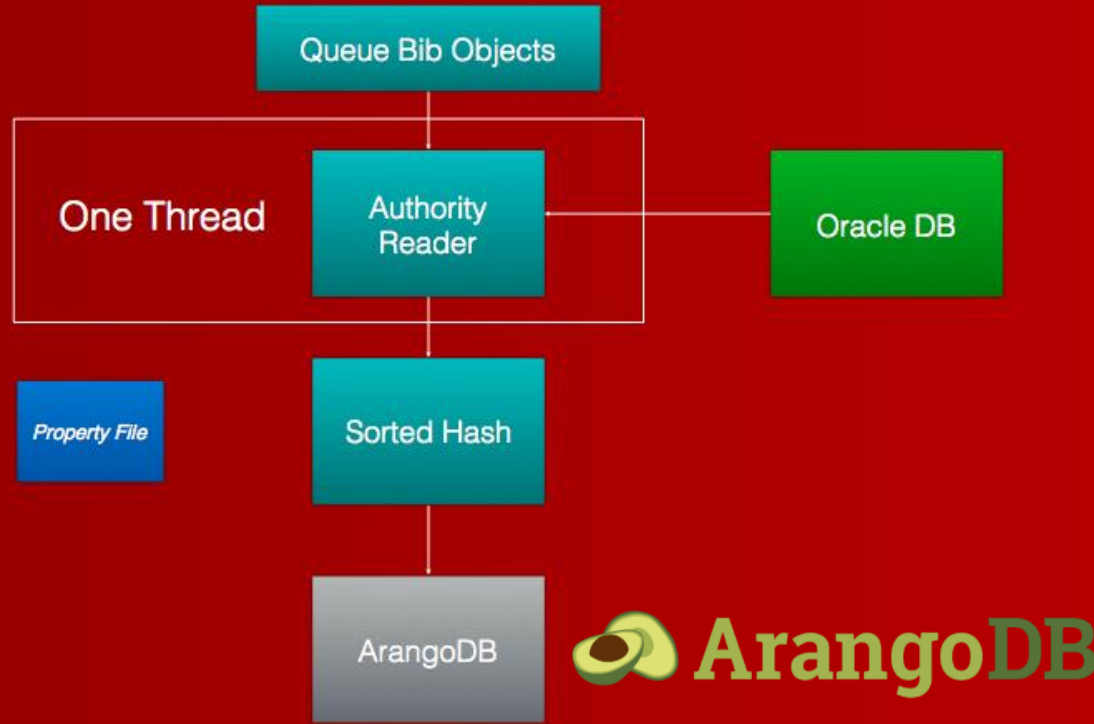 Queue Bib Objects
One Thread
Authority
Reader
Oracle DB
Property File
Sorted Hash
ArangoDB
ArangoDB